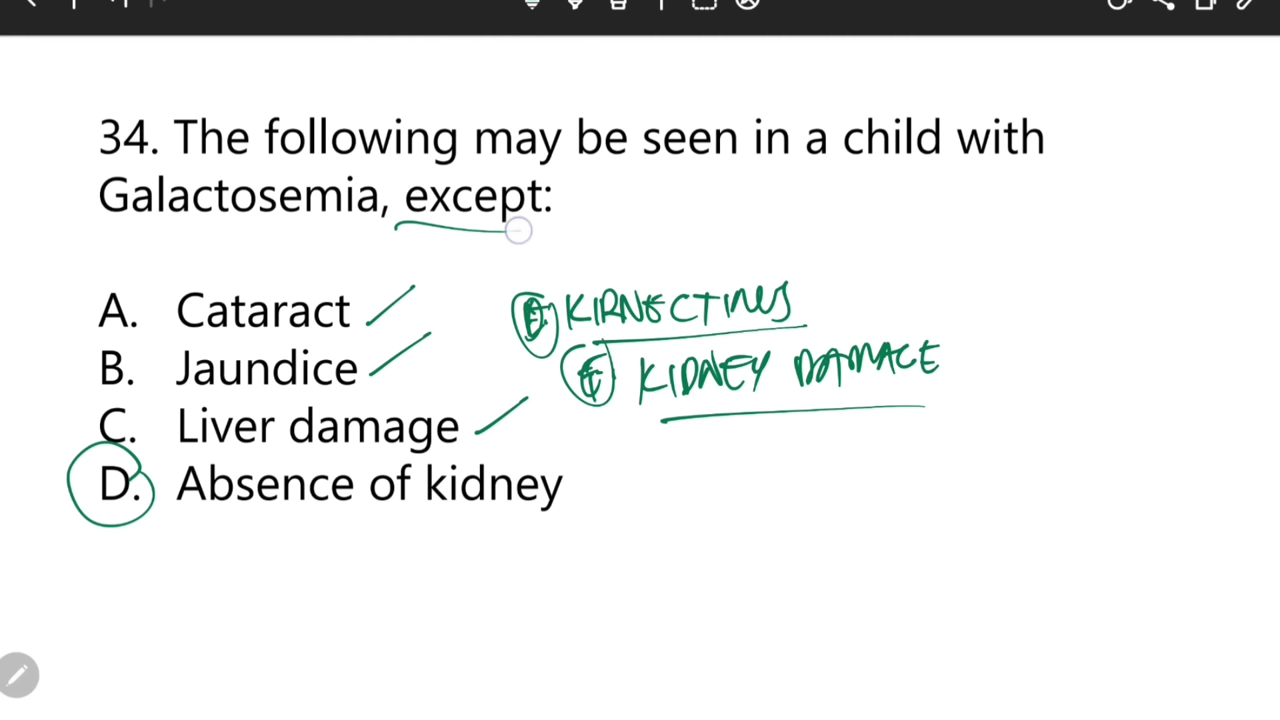 34. The following may be seen in a child with
Galactosemia, except:
A. Cataract
B. Jaundice
C. Liver damage
D. Absence of kidney
E. KIRNECTINUS
KIDNEY DAMAGE